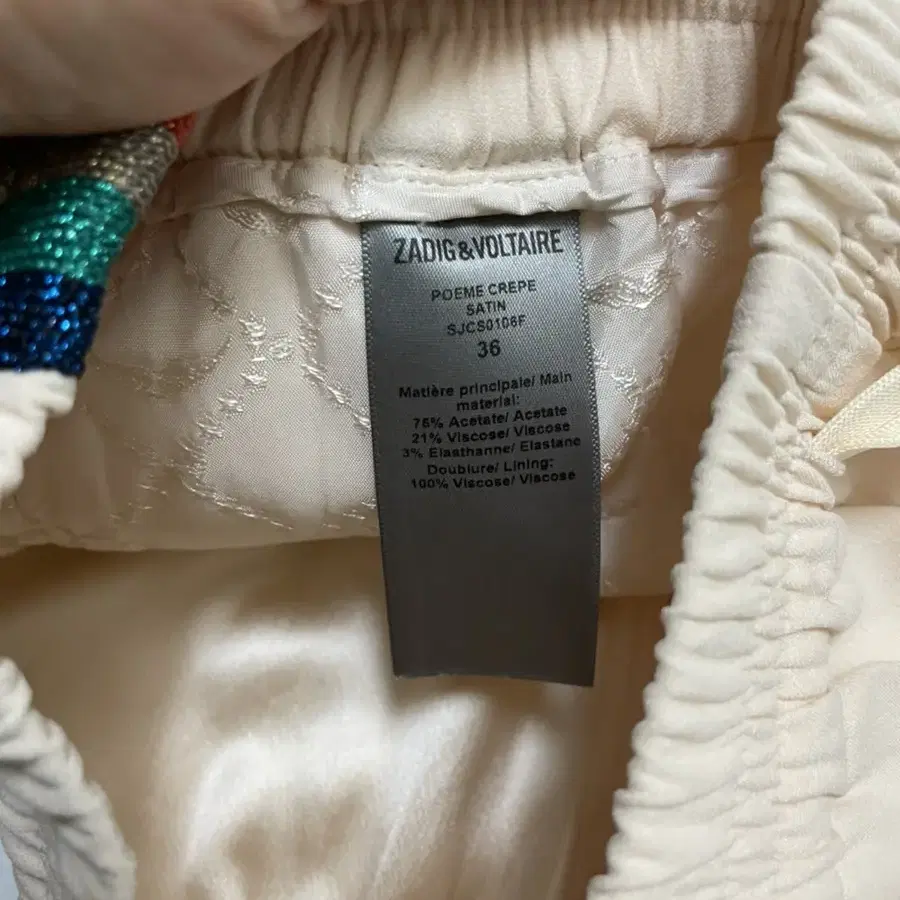 ZADIG&VOLTAIRE
POEME CREPE
SATIN
SJCS0106F
36
Matière principale/ Main
material:
76% Acetate/ Acetate
21% Viscose/ Viscose
3% Elasthanne/ Elastane
Doublure/ Lining:
100% Viscose/ Viscose